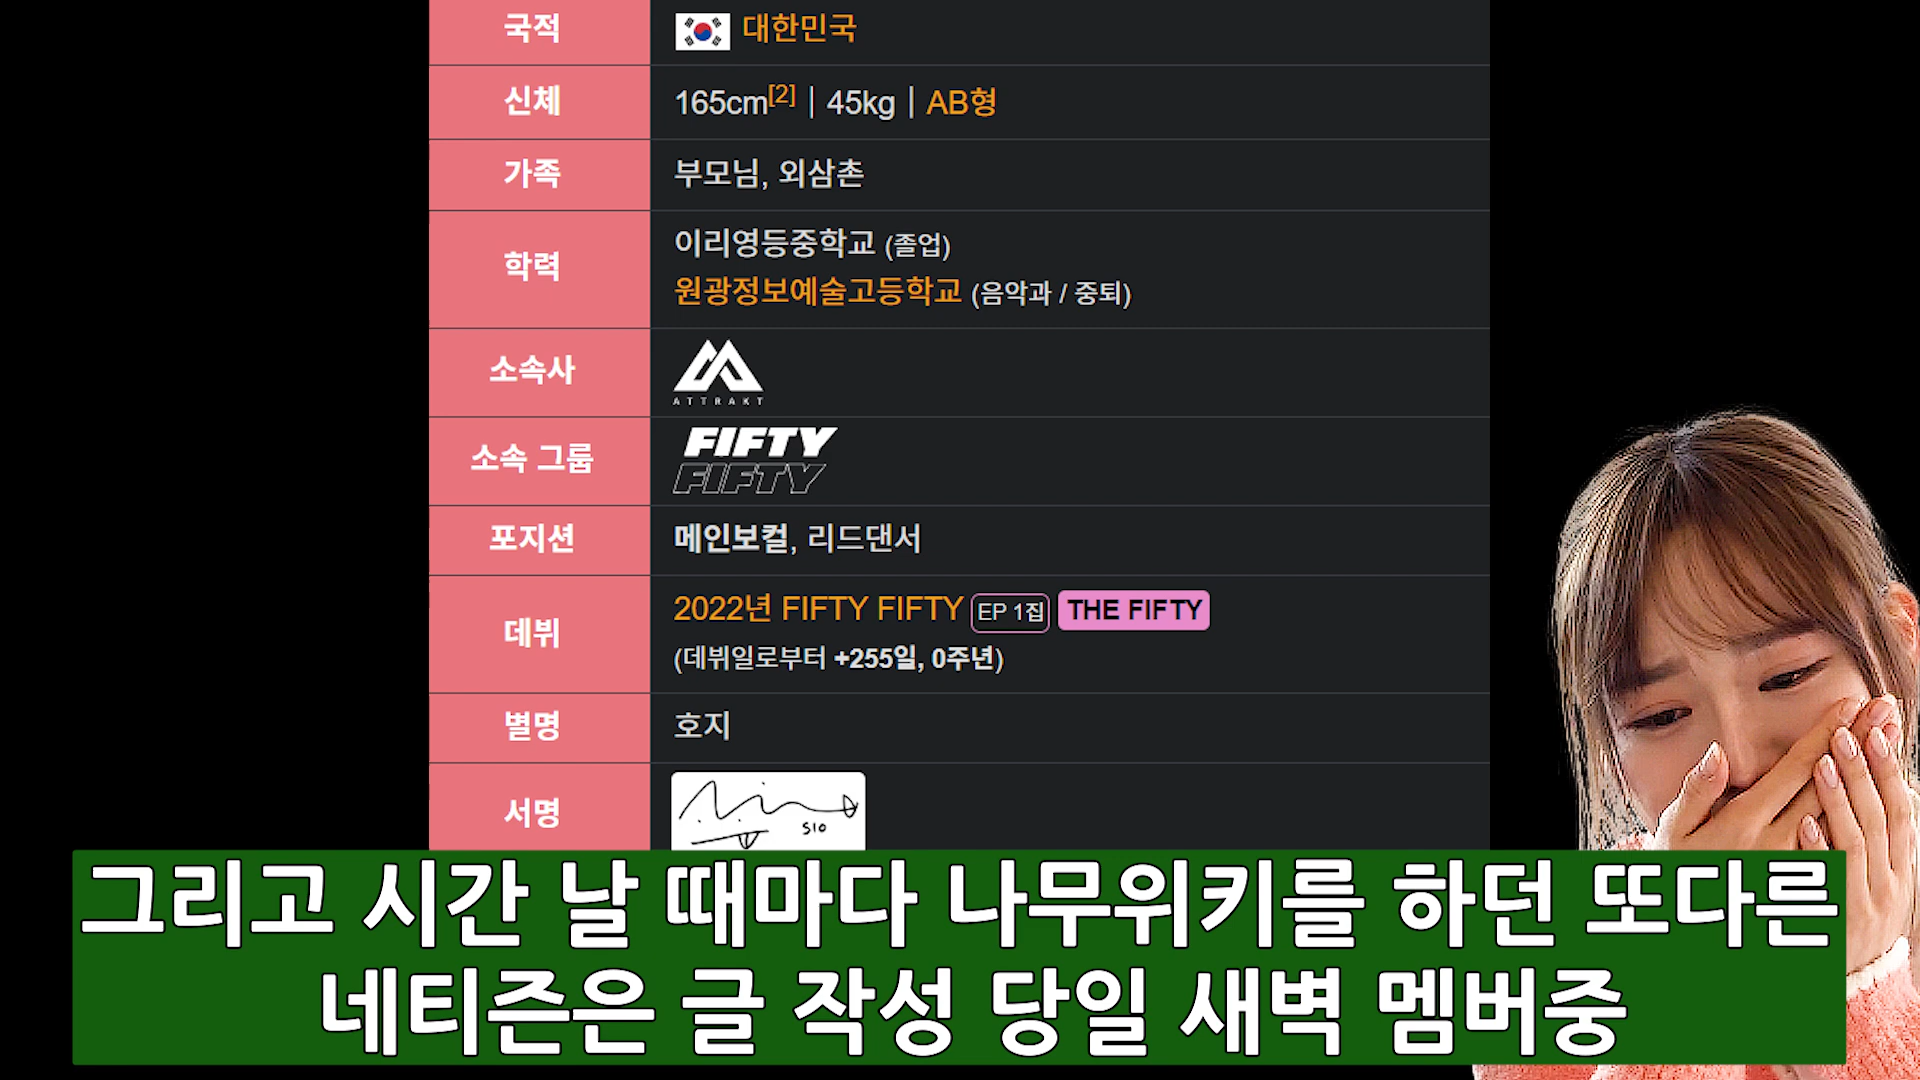 국적 대한민국
신체 165cm[2] | 45kg | AB형
가족 부모님, 외삼촌
학력 이리영등중학교 (졸업)
원광정보예술고등학교 (음악과 / 중퇴)
소속사 ATTRAKT
소속 그룹 FIFTY
FIFTY
포지션 메인보컬, 리드댄서
데뷔 2022년 FIFTY FIFTY EP 1집 THE FIFTY
(데뷔일로부터 +255일, 0주년)
별명 호지
서명 SIO
그리고 시간 날 때마다 나무위키를 하던 또다른
네티즌은 글 작성 당일 새벽 멤버중